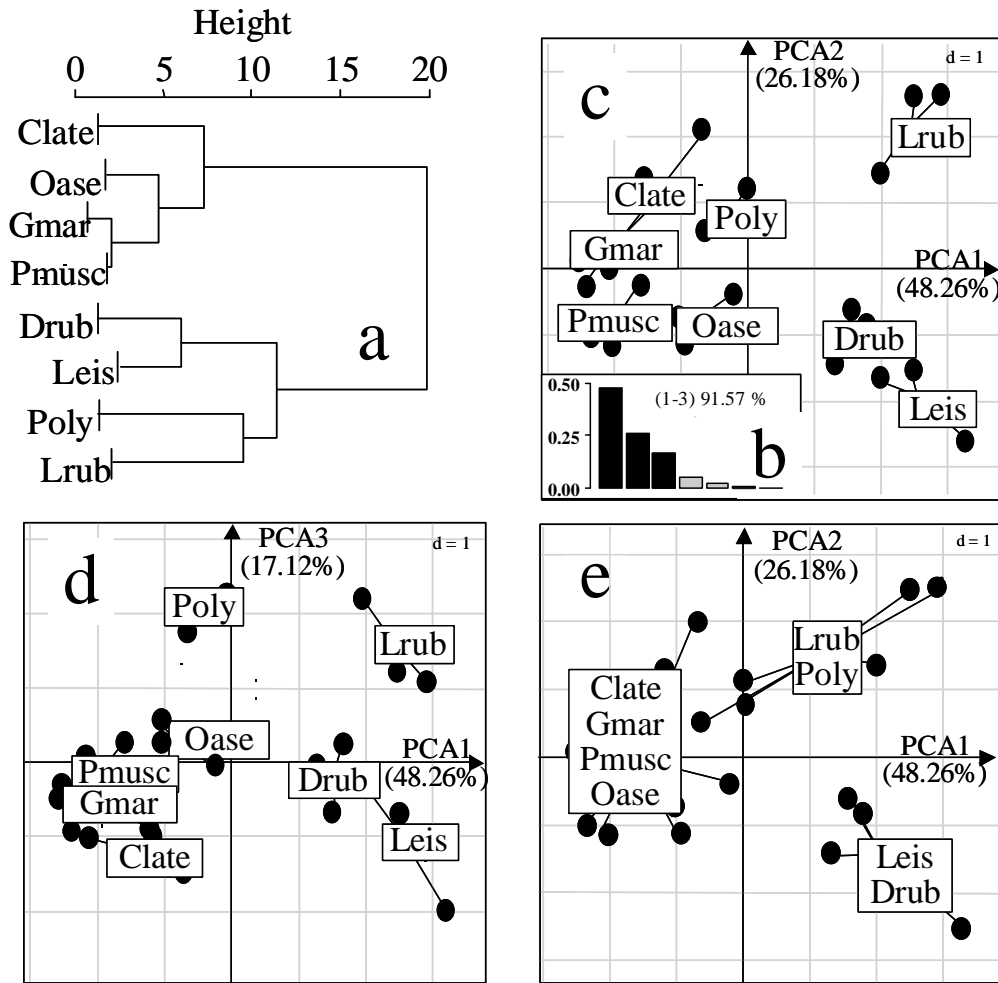 Height
0 5 10 15 20
Clate
Oase
Gmar
Pmusc
Drub
Leis
Poly
Lrub
a
PCA2
(26.18%)
d = 1
c
Lrub
Clate
Poly
Gmar
PCA1
(48.26%)
Pmusc
Oase
Drub
Leis
0.50
0.25
0.00
(1-3) 91.57 %
b
PCA3
(17.12%)
d = 1
d
Poly
Lrub
Oase
PCA1
(48.26%)
Pmusc
Drub
Gmar
Leis
Clate
PCA2
(26.18%)
d = 1
e
Lrub
Poly
Clate
Gmar
Pmusc
Oase
PCA1
(48.26%)
Leis
Drub